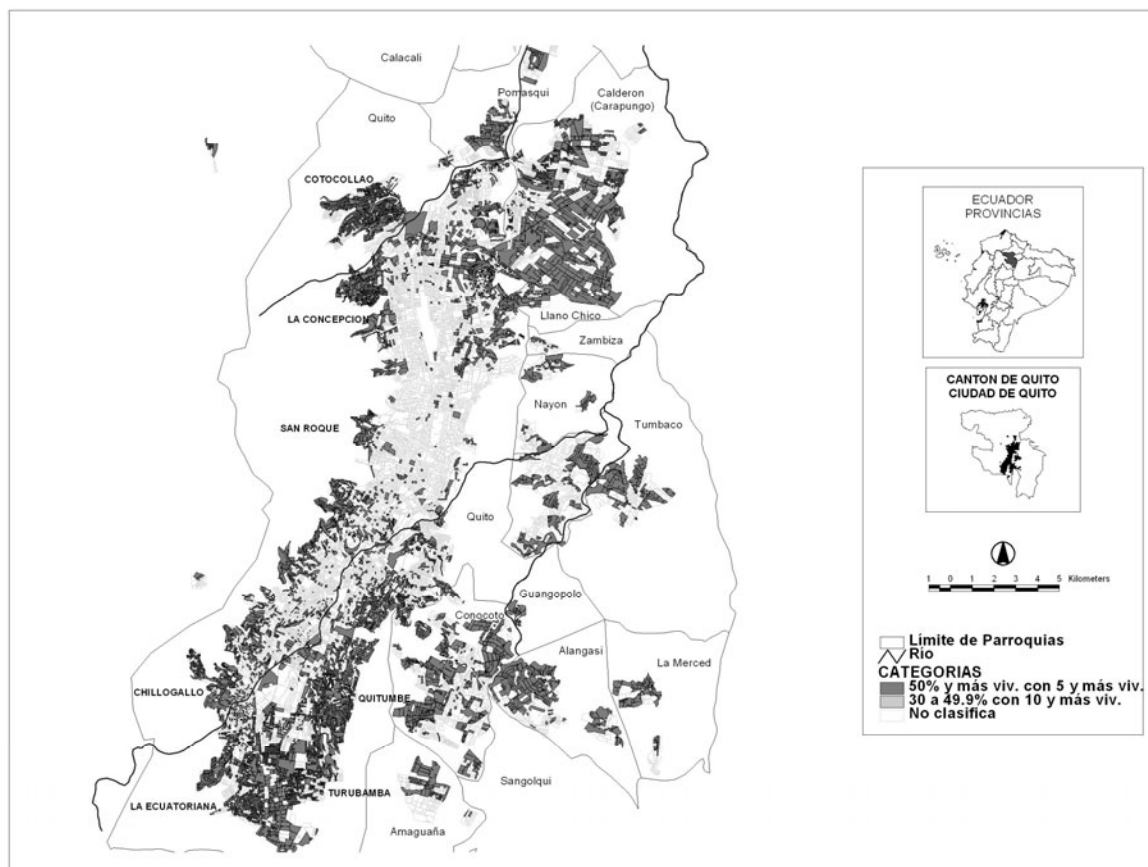 Calacali
Pomasqui
Calderon
(Carapungo)
Quito
COTOCOLLAO
LA CONCEPCION
Llano Chico
Zambiza
Nayon
Tumbaco
SAN ROQUE
Quito
Guangopolo
Conocoto
Alangasí
La Merced
CHILLOGALLO
QUITUMBE
Sangolqui
TURUBAMBA
LA ECUATORIANA
Amaguaña
ECUADOR
PROVINCIAS
CANTON DE QUITO
CIUDAD DE QUITO
1 0 1 2 3 4 5 Kilometers
Límite de Parroquias
Rio
CATEGORIAS
50% y más viv. con 5 y más viv.
30 a 49.9% con 10 y más viv.
No clasifica